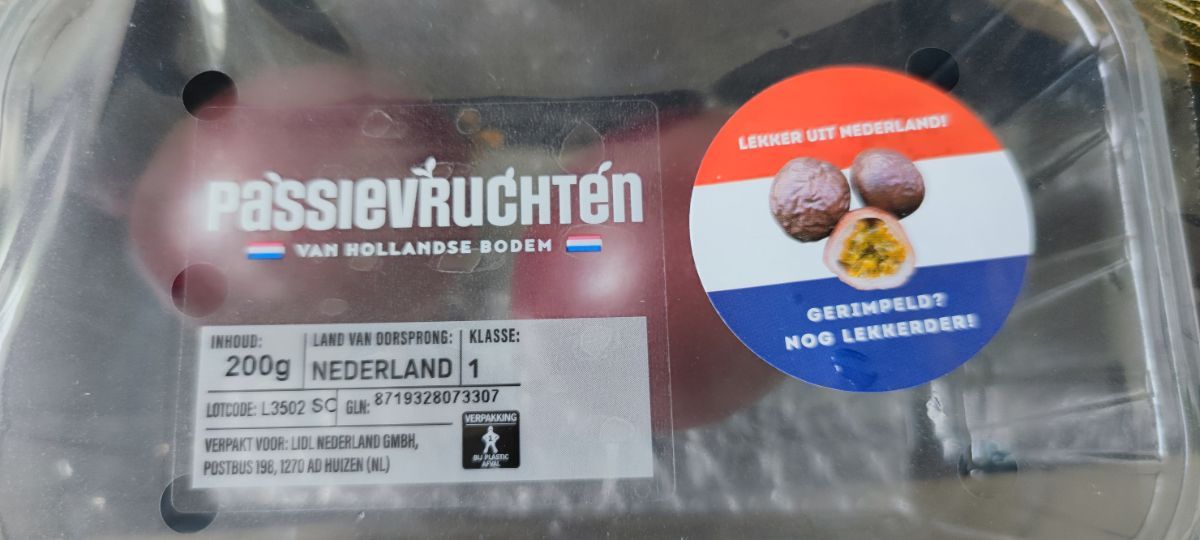 PASSIEVRUCHTEN
VAN HOLLANDSE BODEM
INHOUD:
200g
LAND VAN OORSPRONG:
NEDERLAND
KLASSE:
1
LOTCODE: L3502 SC
GLN: 8719328073307
VERPAKT VOOR: LIDL NEDERLAND GMBH,
POSTBUS 198, 1270 AD HUIZEN (NL)
VERPAKKING
BIJ PLASTIC
AFVAL
LEKKER UIT NEDERLAND!
GERIMPELD?
NOG LEKKERDER!